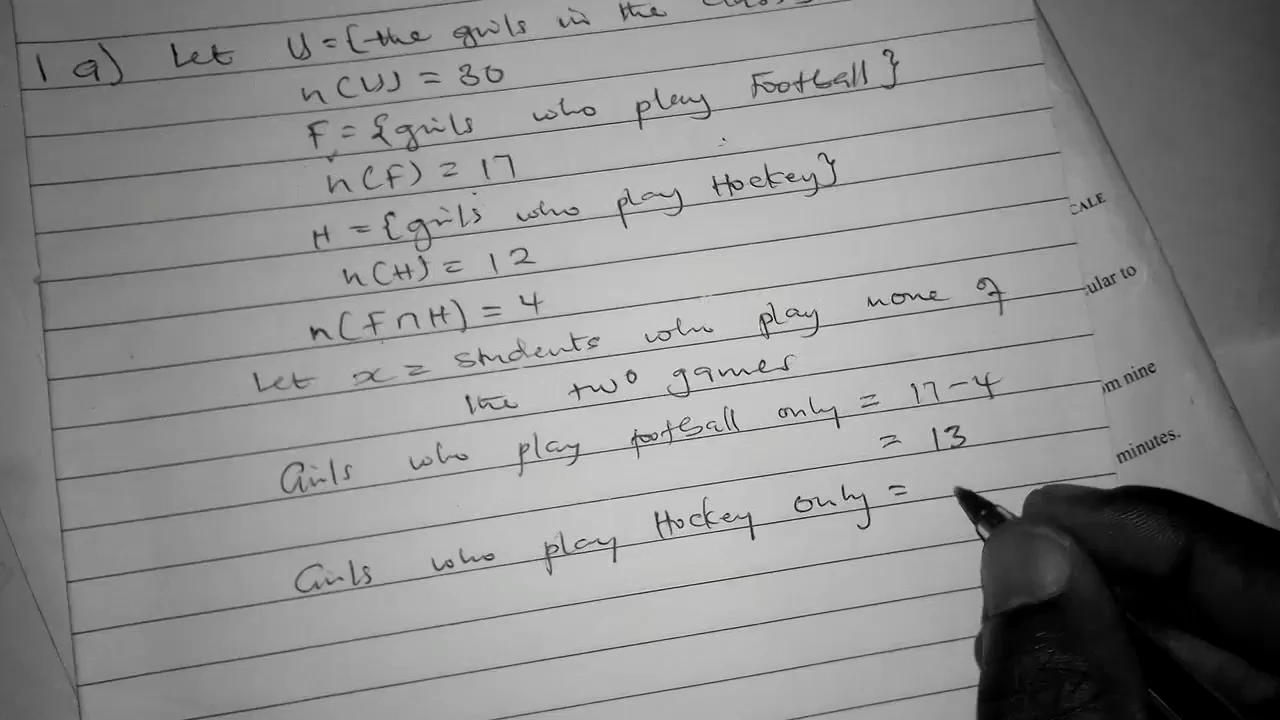 1 a) Let U = {the girls in the class
n(U) = 30
F = {girls who play Football}
n(F) = 17
H = {girls who play Hockey}
n(H) = 12
n(F∩H) = 4
Let x = students who play none of
the two games
Girls who play football only = 17-4
= 13
Girls who play Hockey only =
CALE
ular to
m nine
minutes.